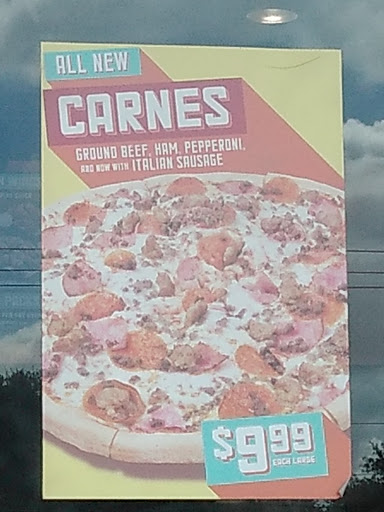 ALL NEW
CARNES
GROUND BEEF, HAM, PEPPERONI,
AND NOW WITH ITALIAN SAUSAGE
$9.99
EACH LARGE